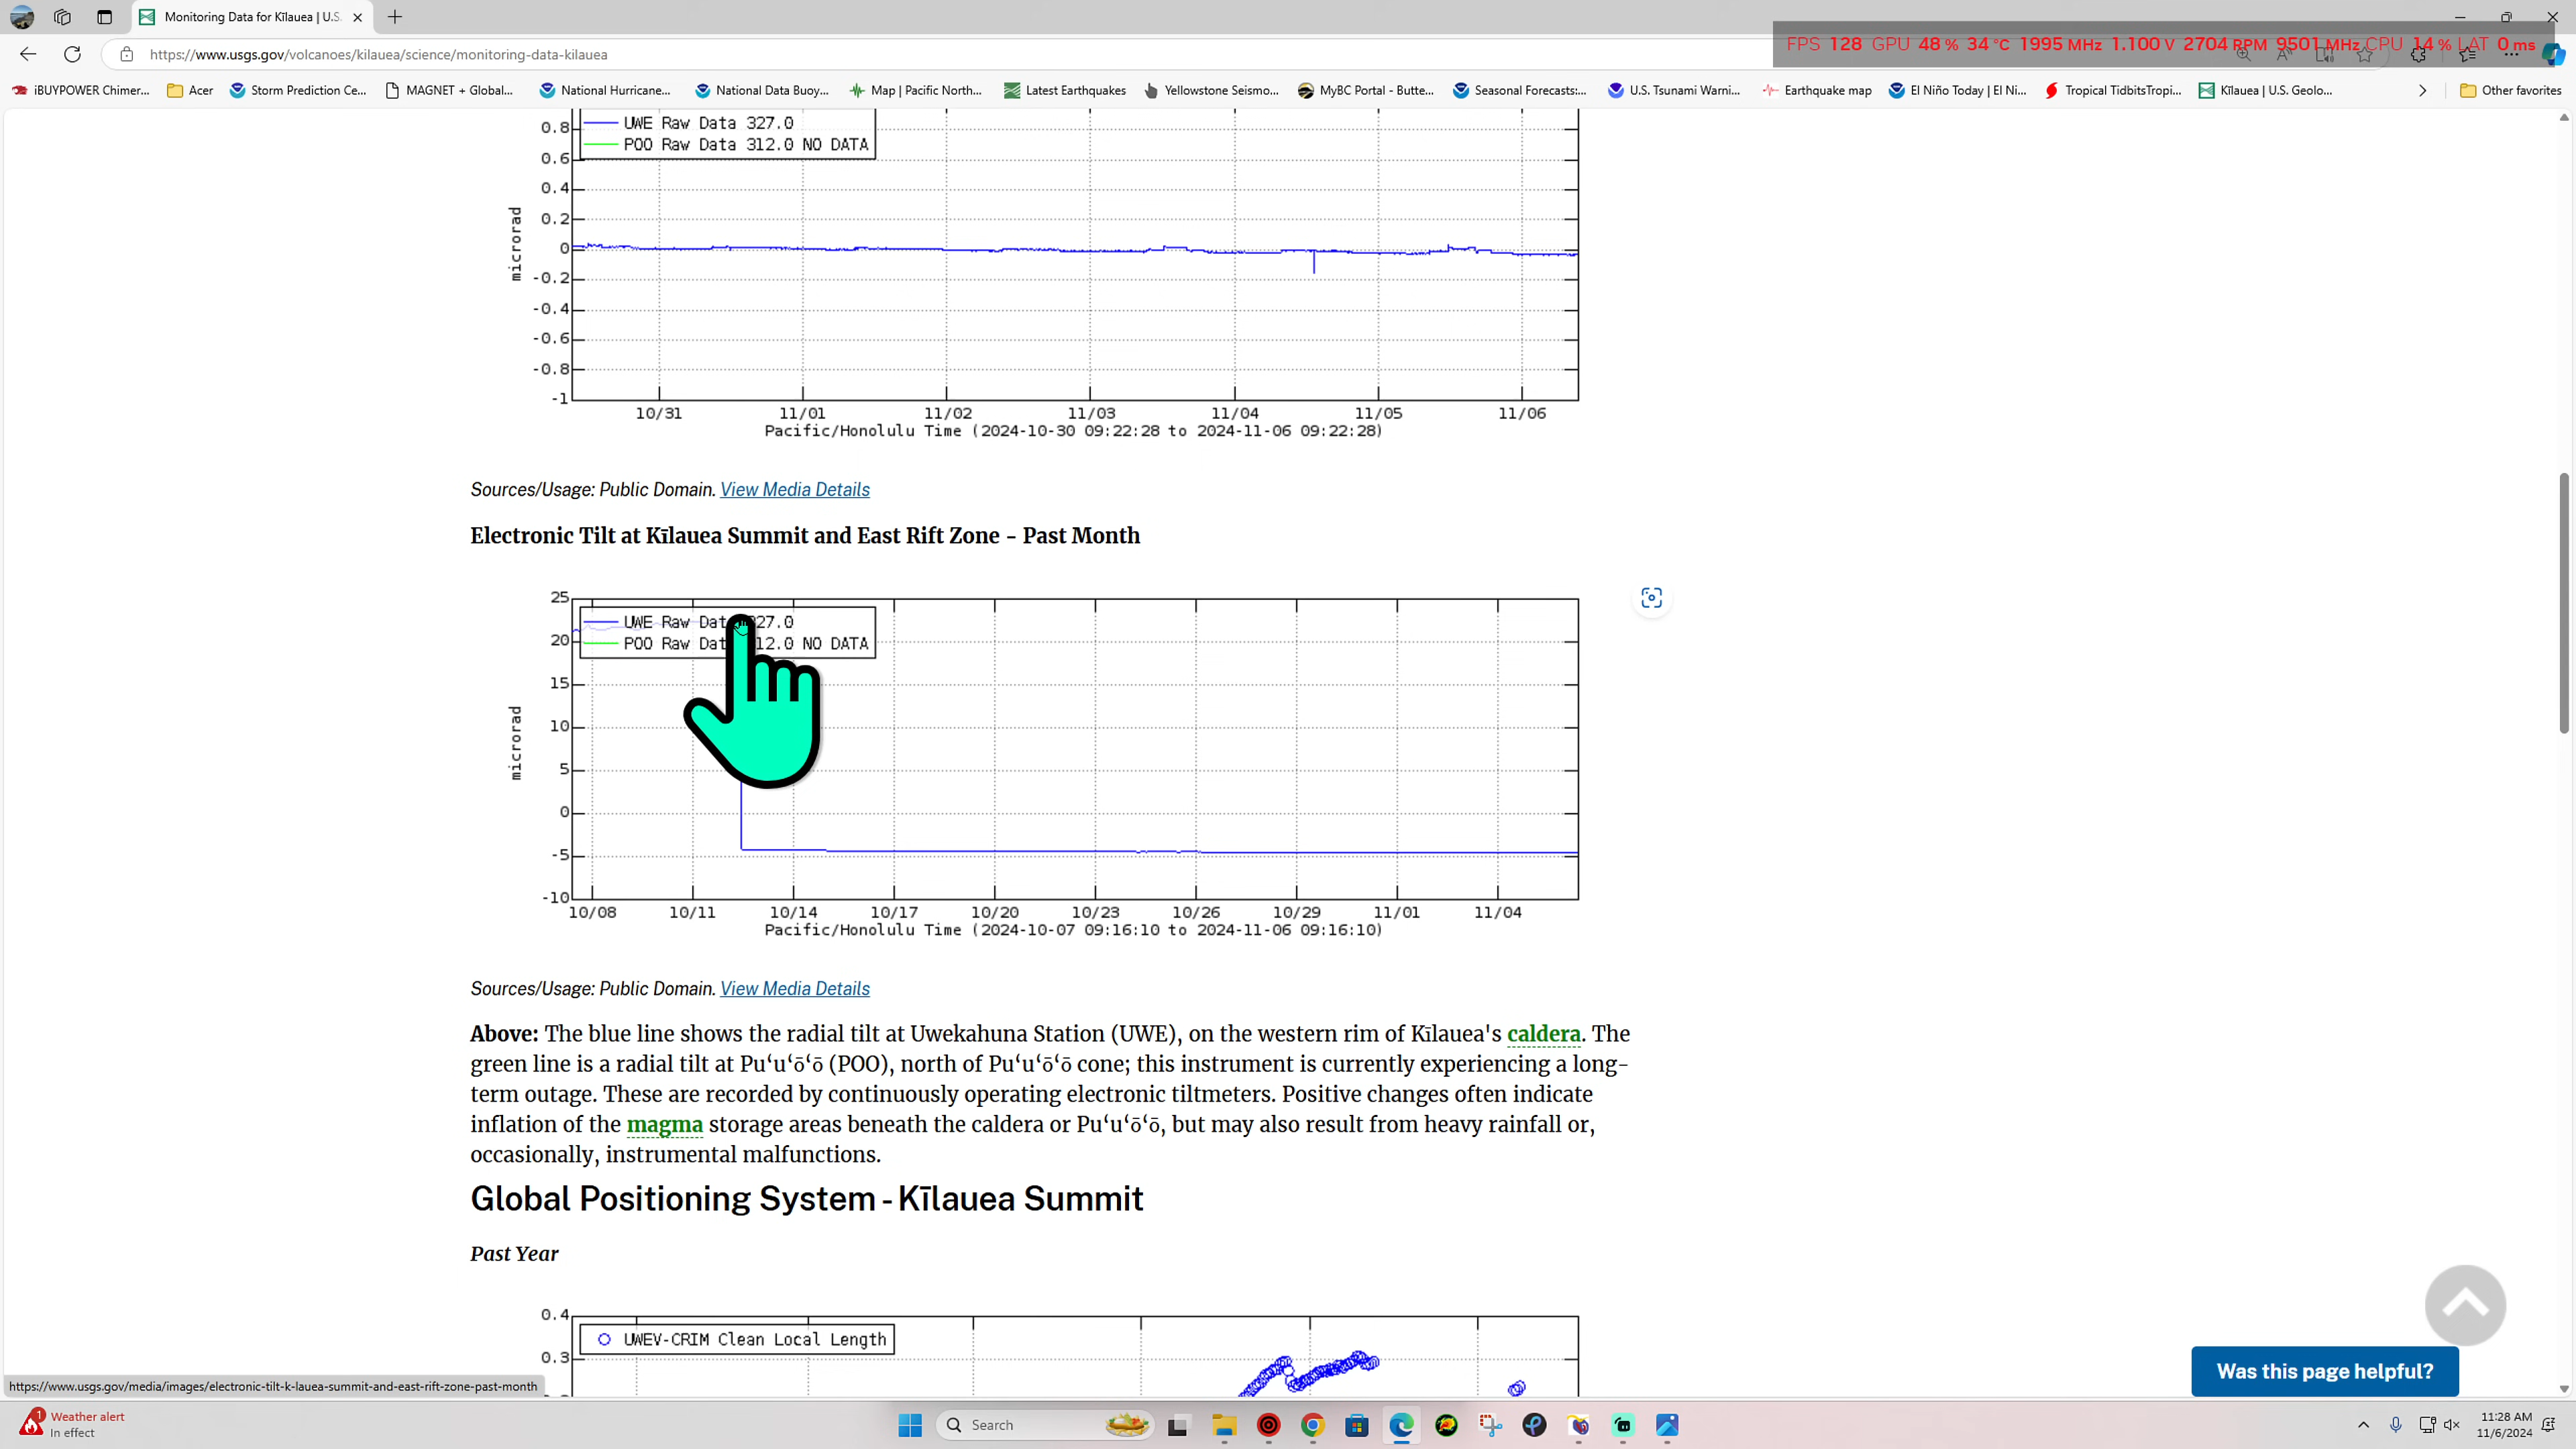 Monitoring Data for Kīlauea | U.S.
https://www.usgs.gov/volcanoes/kilauea/science/monitoring-data-kilauea
FPS 128 GPU 48 % 34 °C 1995 MHz 1.100 V 2704 RPM 9501 MHz CPU 14 % LAT 0 ms
iBUYPOWER Chimer... Acer Storm Prediction Ce... MAGNET + Global... National Hurricane... National Data Buoy... Map | Pacific North... Latest Earthquakes Yellowstone Seismo... MyBC Portal - Butte... Seasonal Forecasts:... U.S. Tsunami Warni... Earthquake map El Niño Today | El Ni... Tropical TidbitsTropi... Kīlauea | U.S. Geolo... Other favorites
UWE Raw Data 327.0
POO Raw Data 312.0 NO DATA
0.8
0.6
0.4
0.2
0
-0.2
-0.4
-0.6
-0.8
-1
microrad
10/31 11/01 11/02 11/03 11/04 11/05 11/06
Pacific/Honolulu Time (2024-10-30 09:22:28 to 2024-11-06 09:22:28)
Sources/Usage: Public Domain. View Media Details
Electronic Tilt at Kīlauea Summit and East Rift Zone - Past Month
UWE Raw Dat 27.0
POO Raw Dat 12.0 NO DATA
25
20
15
10
5
0
-5
-10
microrad
10/08 10/11 10/14 10/17 10/20 10/23 10/26 10/29 11/01 11/04
Pacific/Honolulu Time (2024-10-07 09:16:10 to 2024-11-06 09:16:10)
Sources/Usage: Public Domain. View Media Details
Above: The blue line shows the radial tilt at Uwekahuna Station (UWE), on the western rim of Kīlauea's caldera. The
green line is a radial tilt at Puʻuʻōʻō (POO), north of Puʻuʻōʻō cone; this instrument is currently experiencing a long-
term outage. These are recorded by continuously operating electronic tiltmeters. Positive changes often indicate
inflation of the magma storage areas beneath the caldera or Puʻuʻōʻō, but may also result from heavy rainfall or,
occasionally, instrumental malfunctions.
Global Positioning System - Kīlauea Summit
Past Year
0.4
0.3
UWEV-CRIM Clean Local Length
Was this page helpful?
https://www.usgs.gov/media/images/electronic-tilt-k-lauea-summit-and-east-rift-zone-past-month
1
Weather alert
In effect
Search
11:28 AM
11/6/2024